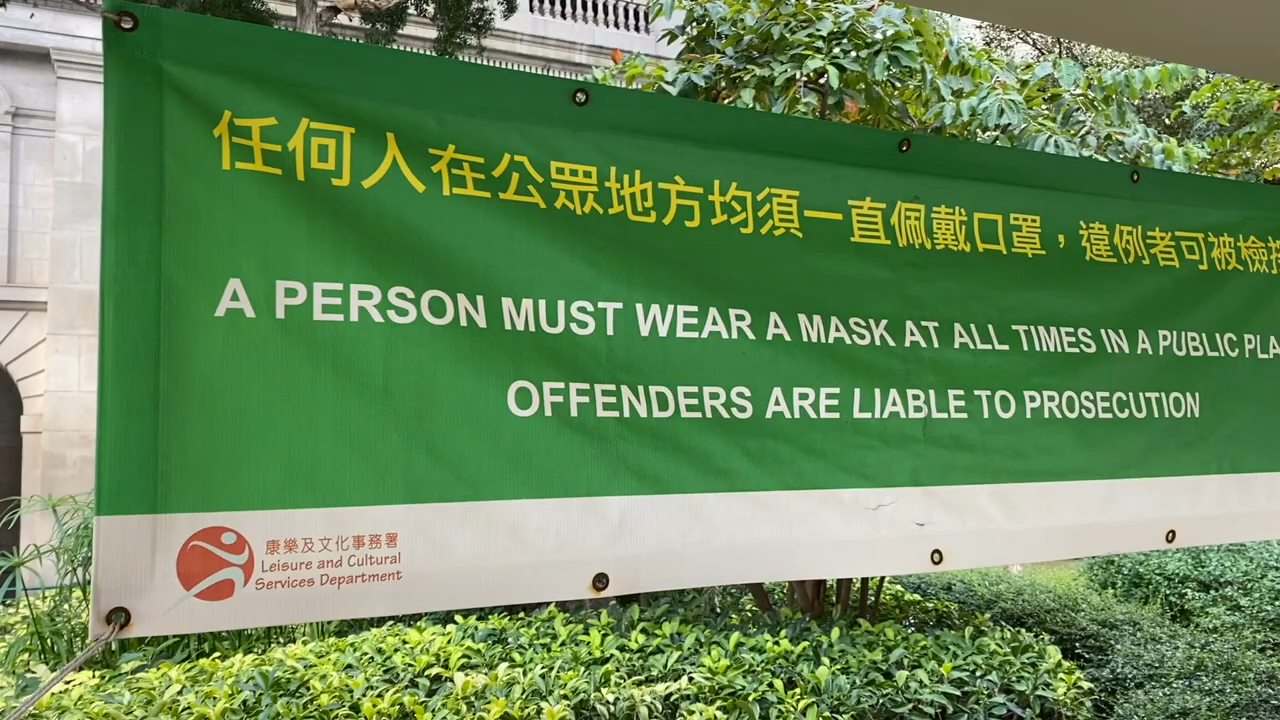 任何人在公眾地方均須一直佩戴口罩，違例者可被檢
A PERSON MUST WEAR A MASK AT ALL TIMES IN A PUBLIC
OFFENDERS ARE LIABLE TO PROSECUTION
康樂及文化事務署
Leisure and Cultural
Services Department